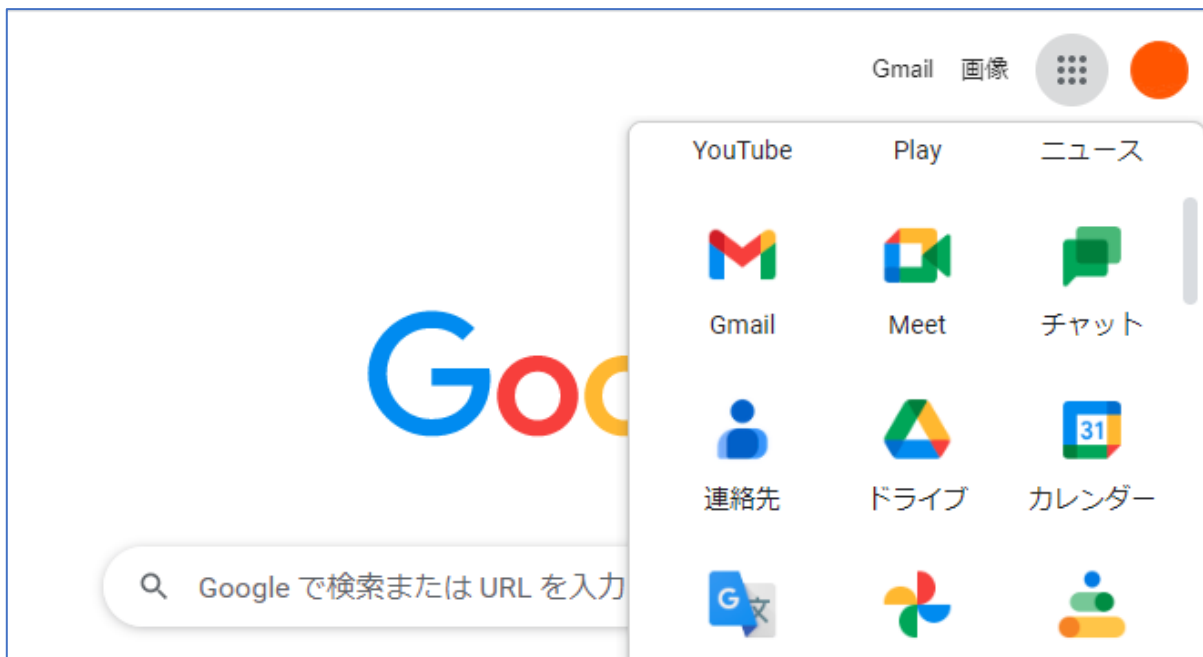 Gmail 画像
YouTube Play ニュース
Gmail Meet チャット
Goo
31
連絡先 ドライブ カレンダー
Google で検索または URL を入力
G 文